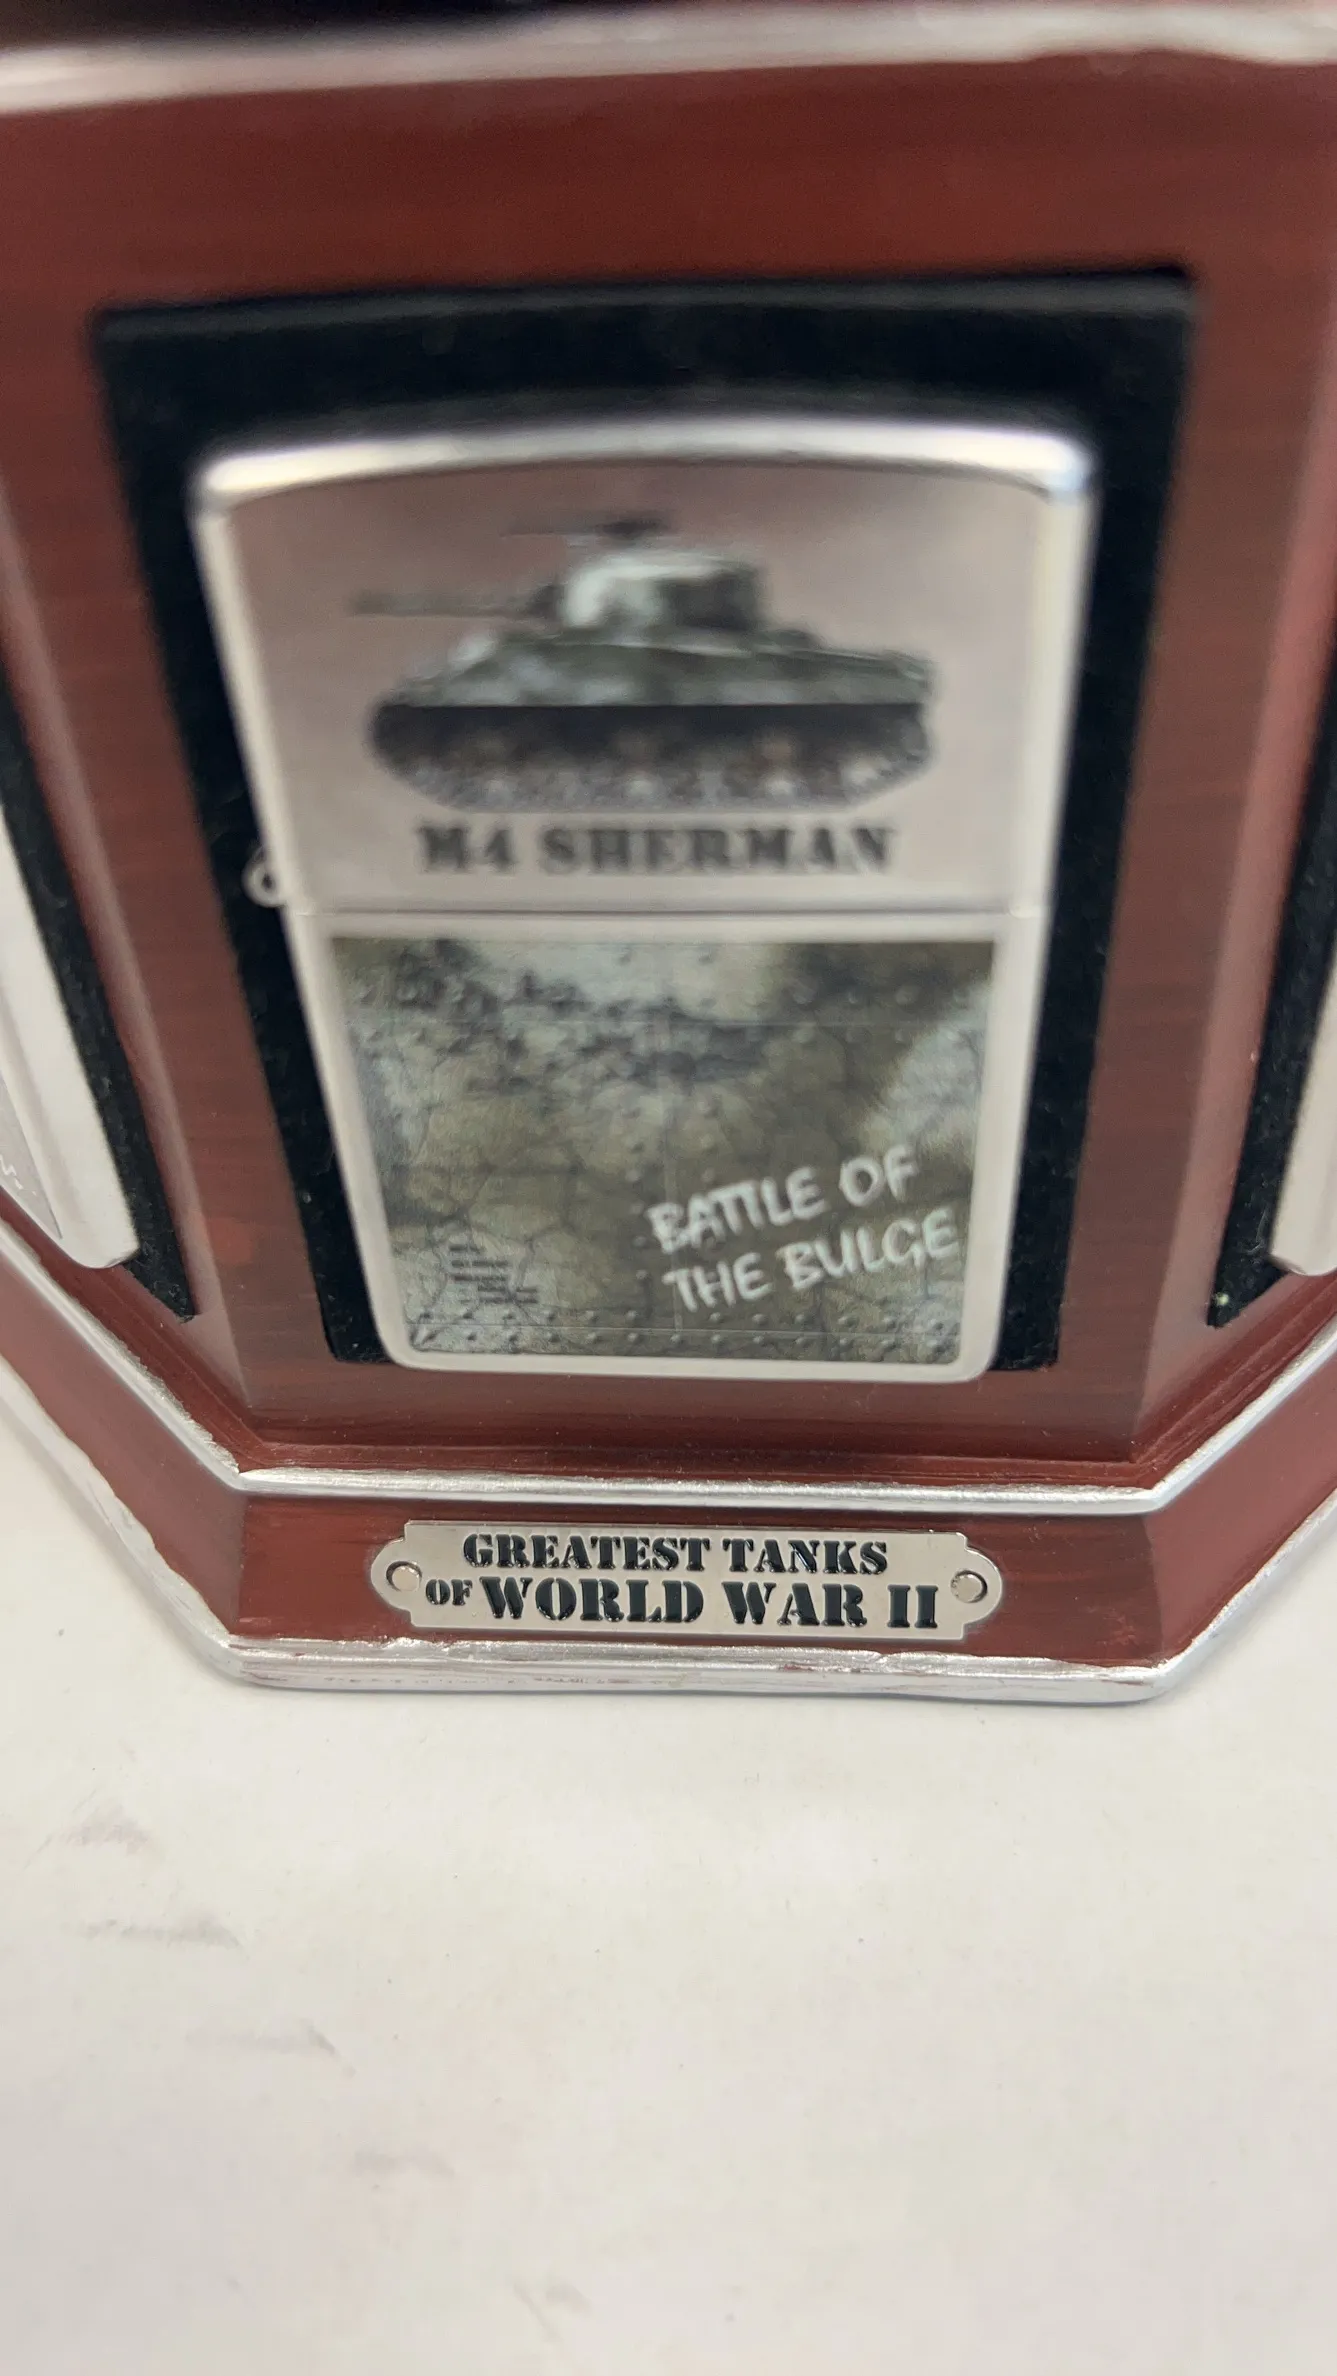 M4 SHERMAN
BATTLE OF
THE BULGE
GREATEST TANKS
OF WORLD WAR II